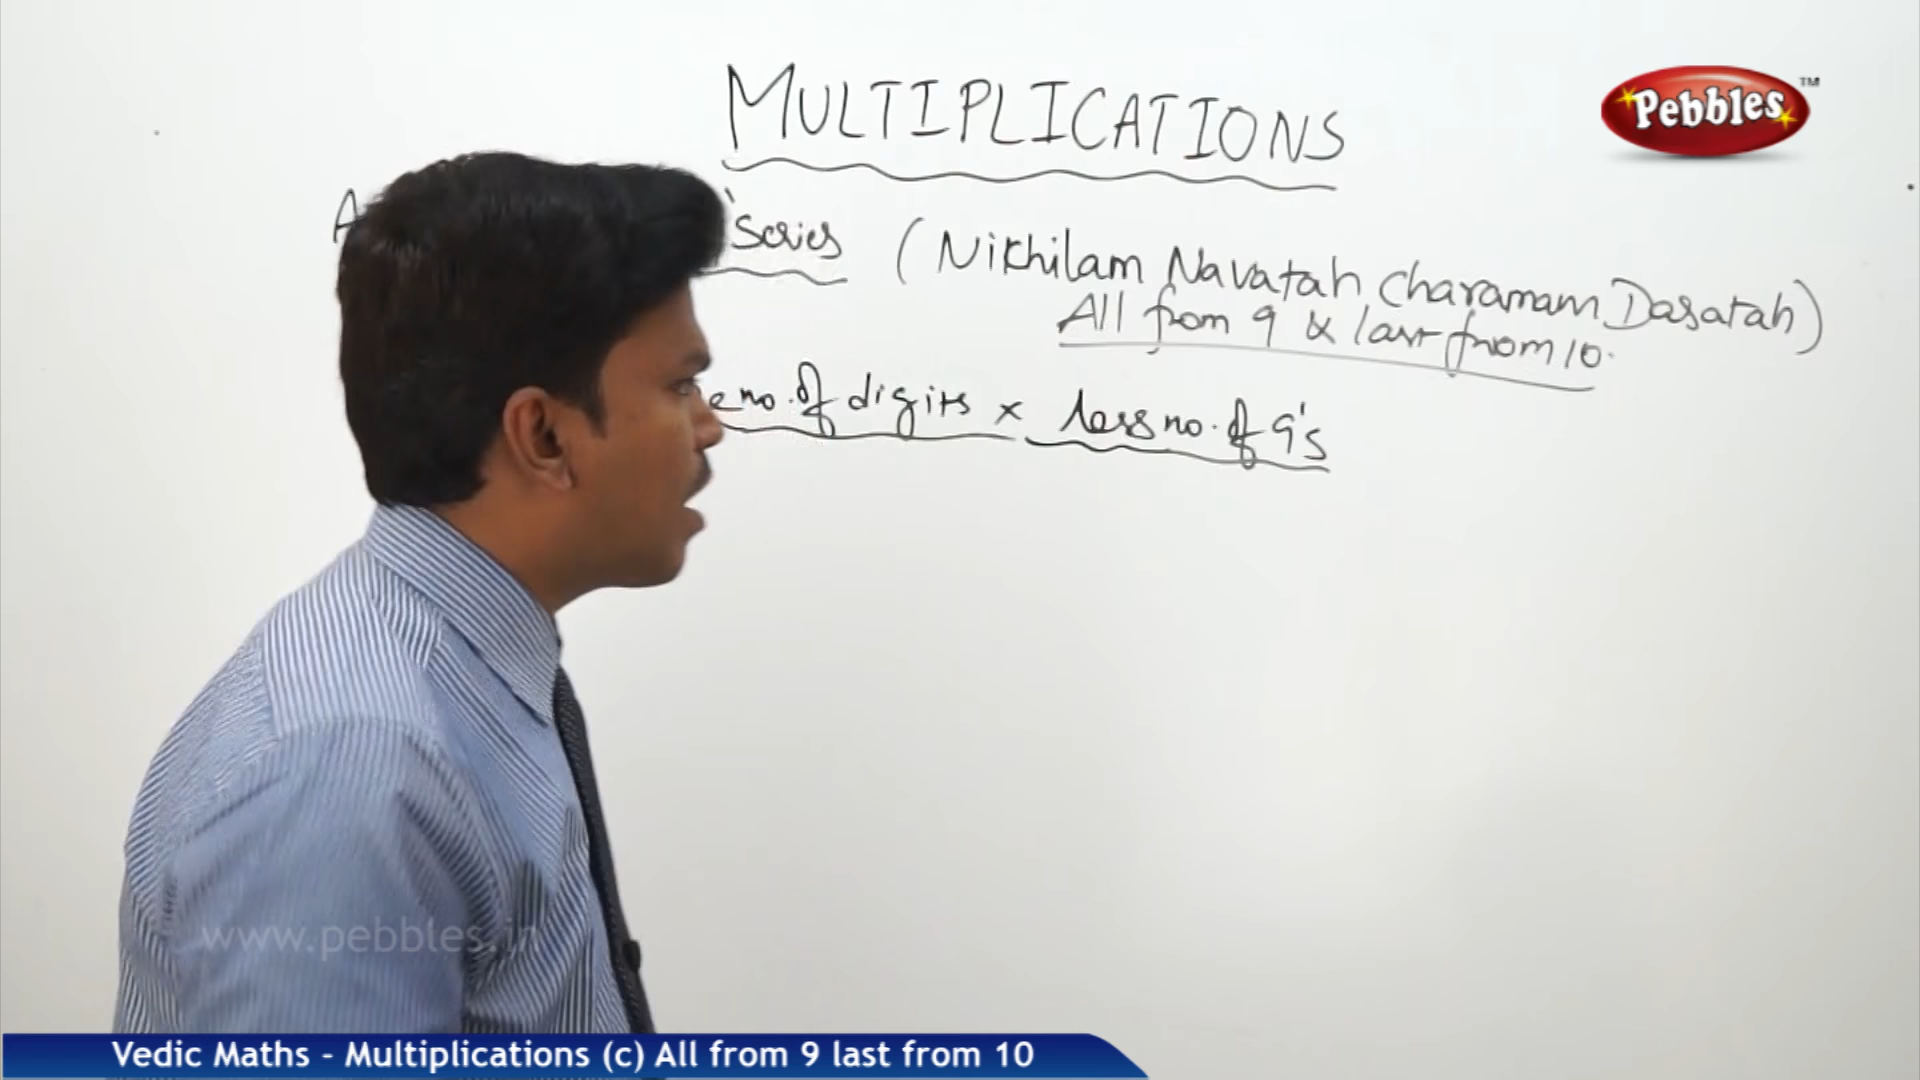 MULTIPLICATIONS
Pebbles TM
Series (Nikhilam Navatah Charamam Dasatah)
All from 9 & last from 10.
no. of digits × less no. of 9's
www.pebbles.in
Vedic Maths - Multiplications (c) All from 9 last from 10